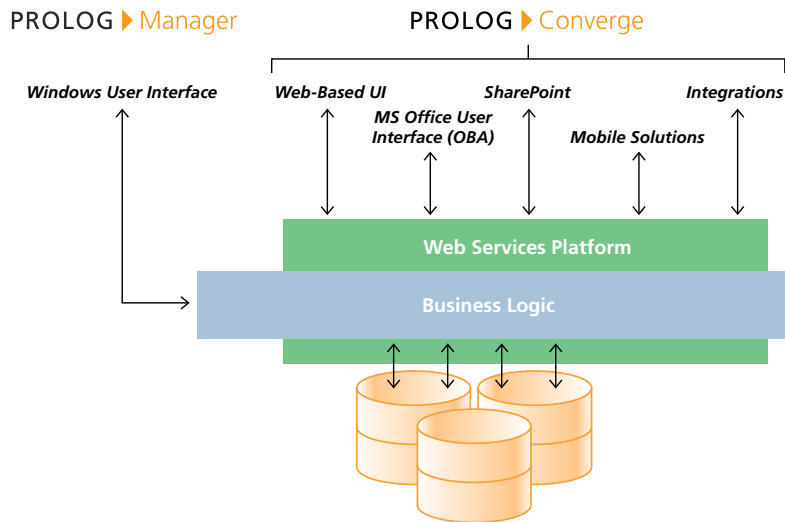 PROLOG Manager
PROLOG Converge
Windows User Interface
Web-Based UI
MS Office User
Interface (OBA)
SharePoint
Mobile Solutions
Integrations
Web Services Platform
Business Logic